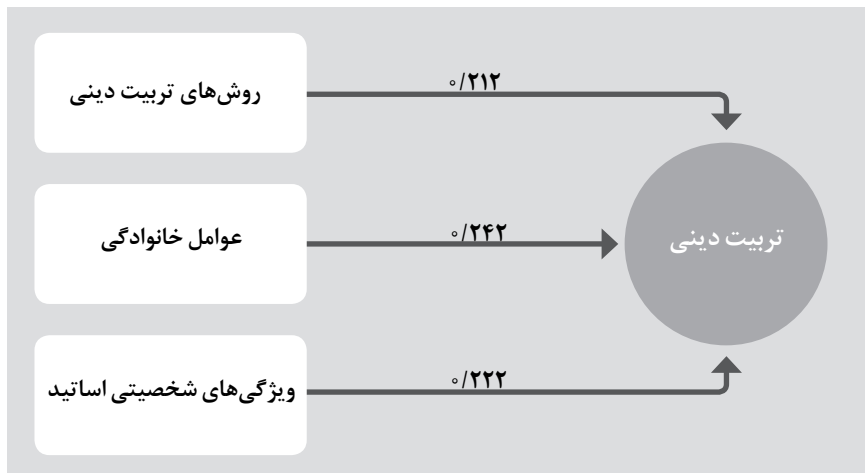 روش‌های تربیت دینی
۰/۲۱۲
عوامل خانوادگی
۰/۲۴۲
تربیت دینی
ویژگی‌های شخصیتی اساتید
۰/۲۲۲